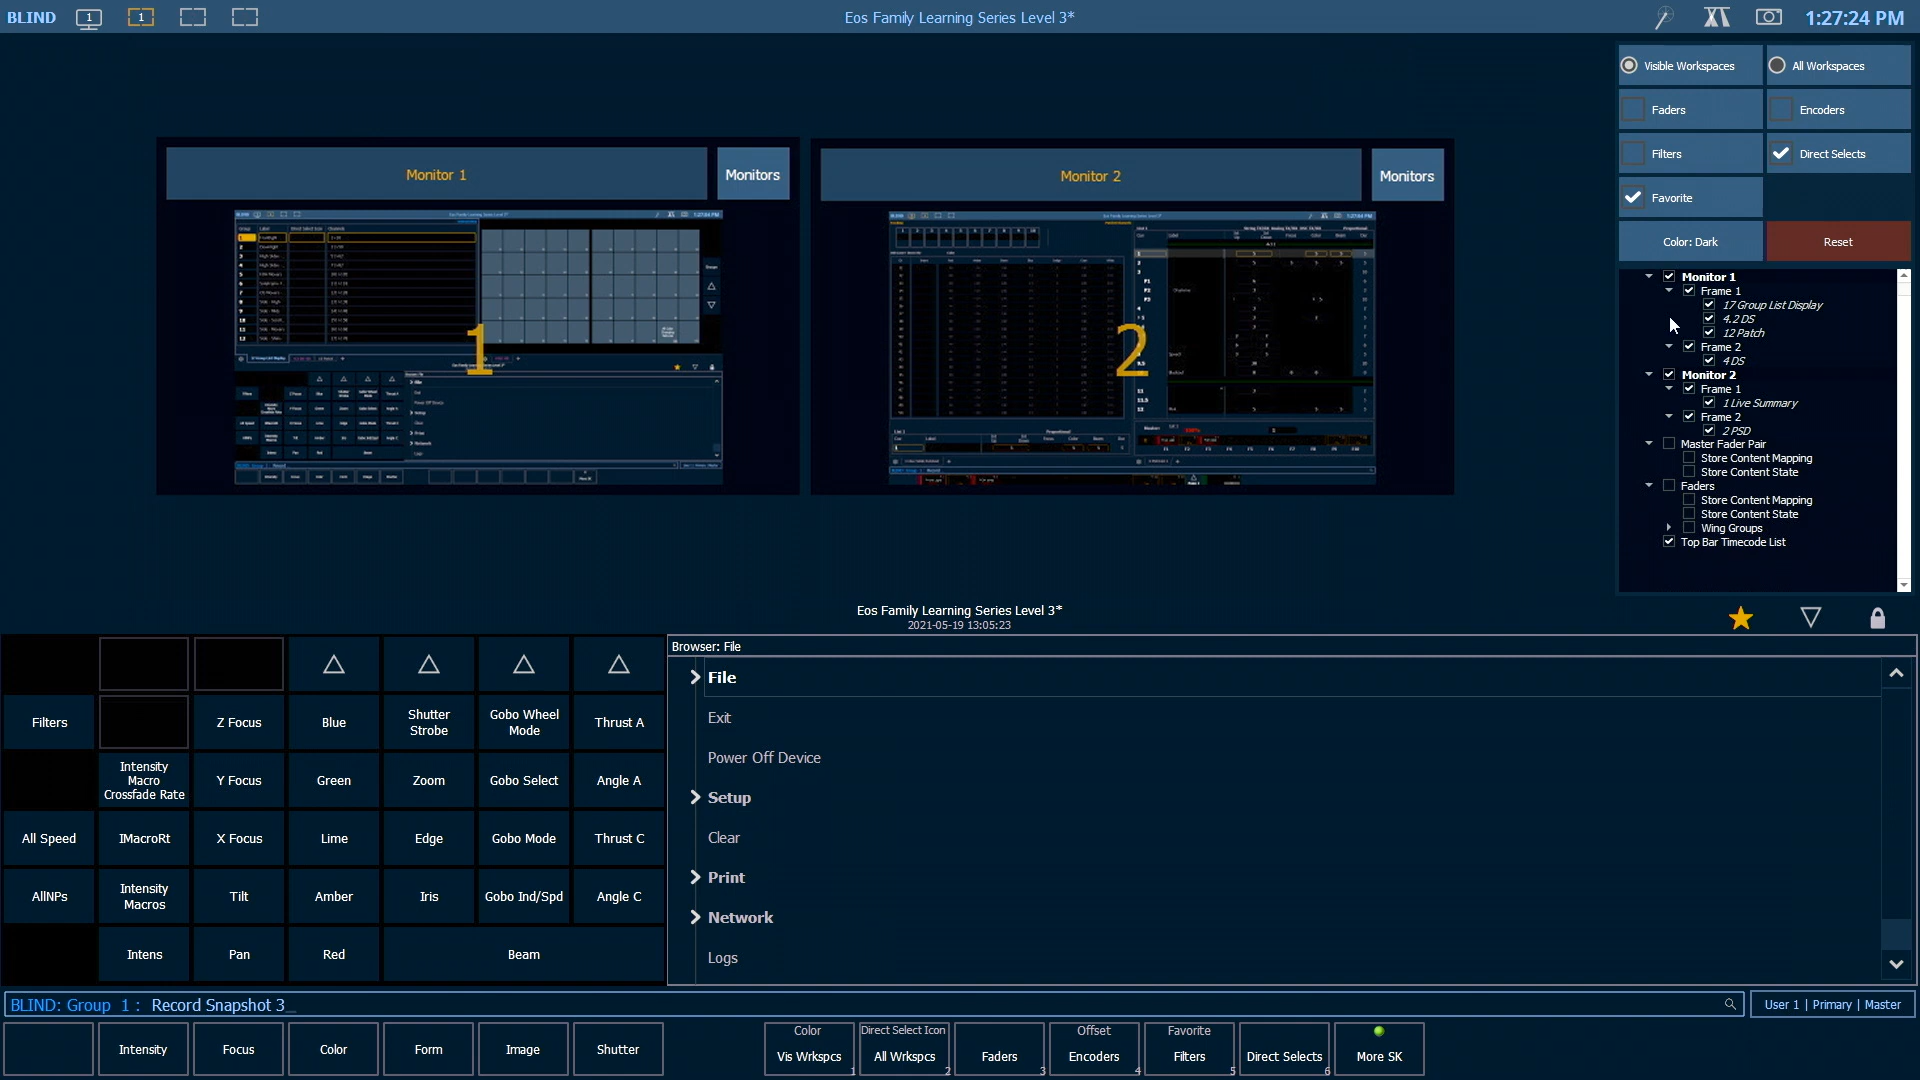 BLIND 1 1 Eos Family Learning Series Level 3* 1:27:24 PM
Visible Workspaces All Workspaces
Faders Encoders
Filters Direct Selects
Favorite
Color: Dark Reset
Monitor 1 Monitors
Monitor 2 Monitors
1
2
Monitor 1
Frame 1
17 Group List Display
4.2 DS
12 Patch
Frame 2
4 DS
Monitor 2
Frame 1
1 Live Summary
Frame 2
2 PSD
Master Fader Pair
Store Content Mapping
Store Content State
Faders
Store Content Mapping
Store Content State
Wing Groups
Top Bar Timecode List
Eos Family Learning Series Level 3*
2021-05-19 13:05:23
Filters Z Focus Blue Shutter Strobe Gobo Wheel Mode Thrust A
Intensity Macro Crossfade Rate Y Focus Green Zoom Gobo Select Angle A
All Speed IMacroRt X Focus Lime Edge Gobo Mode Thrust C
AllNPs Intensity Macros Tilt Amber Iris Gobo Ind/Spd Angle C
Intens Pan Red Beam
Browser: File
File
Exit
Power Off Device
Setup
Clear
Print
Network
Logs
BLIND: Group 1 : Record Snapshot 3_
User 1 | Primary | Master
Intensity Focus Color Form Image Shutter
Color Vis Wrkspcs 1
Direct Select Icon All Wrkspcs 2
Faders 3
Offset Encoders 4
Favorite Filters 5
Direct Selects 6
More SK